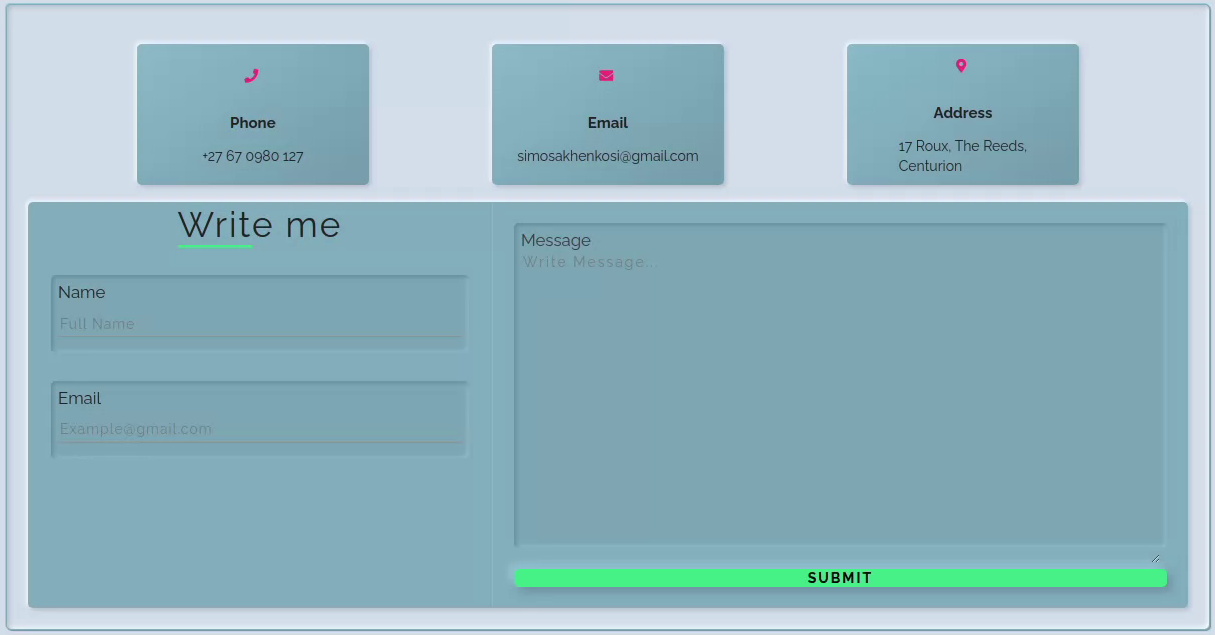 Phone
+27 67 0980 127
Email
simosakhenkosi@gmail.com
Address
17 Roux, The Reeds,
Centurion
Write me
Name
Full Name
Email
Example@gmail.com
Message
Write Message...
SUBMIT